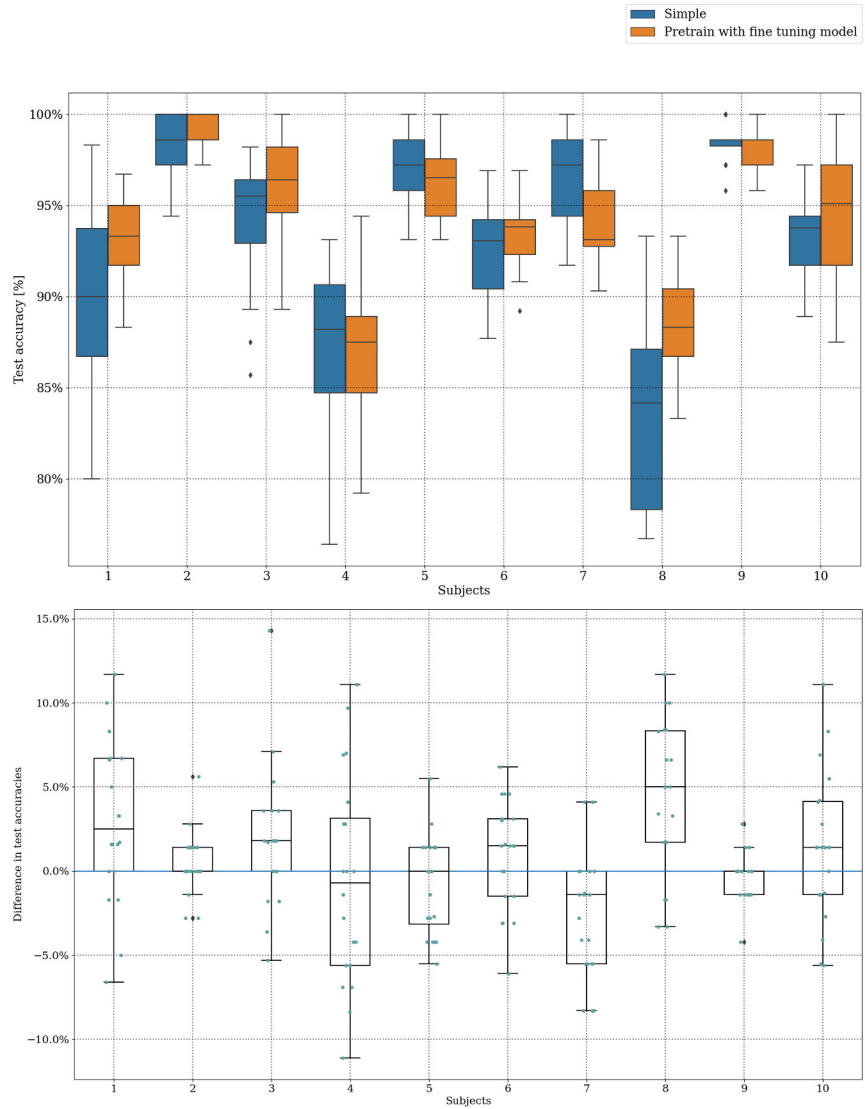 Simple
Pretrain with fine tuning model
100%
95%
90%
85%
80%
Test accuracy [%]
1 2 3 4 5 6 7 8 9 10
Subjects
15.0%
10.0%
5.0%
0.0%
−5.0%
−10.0%
Difference in test accuracies
1 2 3 4 5 6 7 8 9 10
Subjects